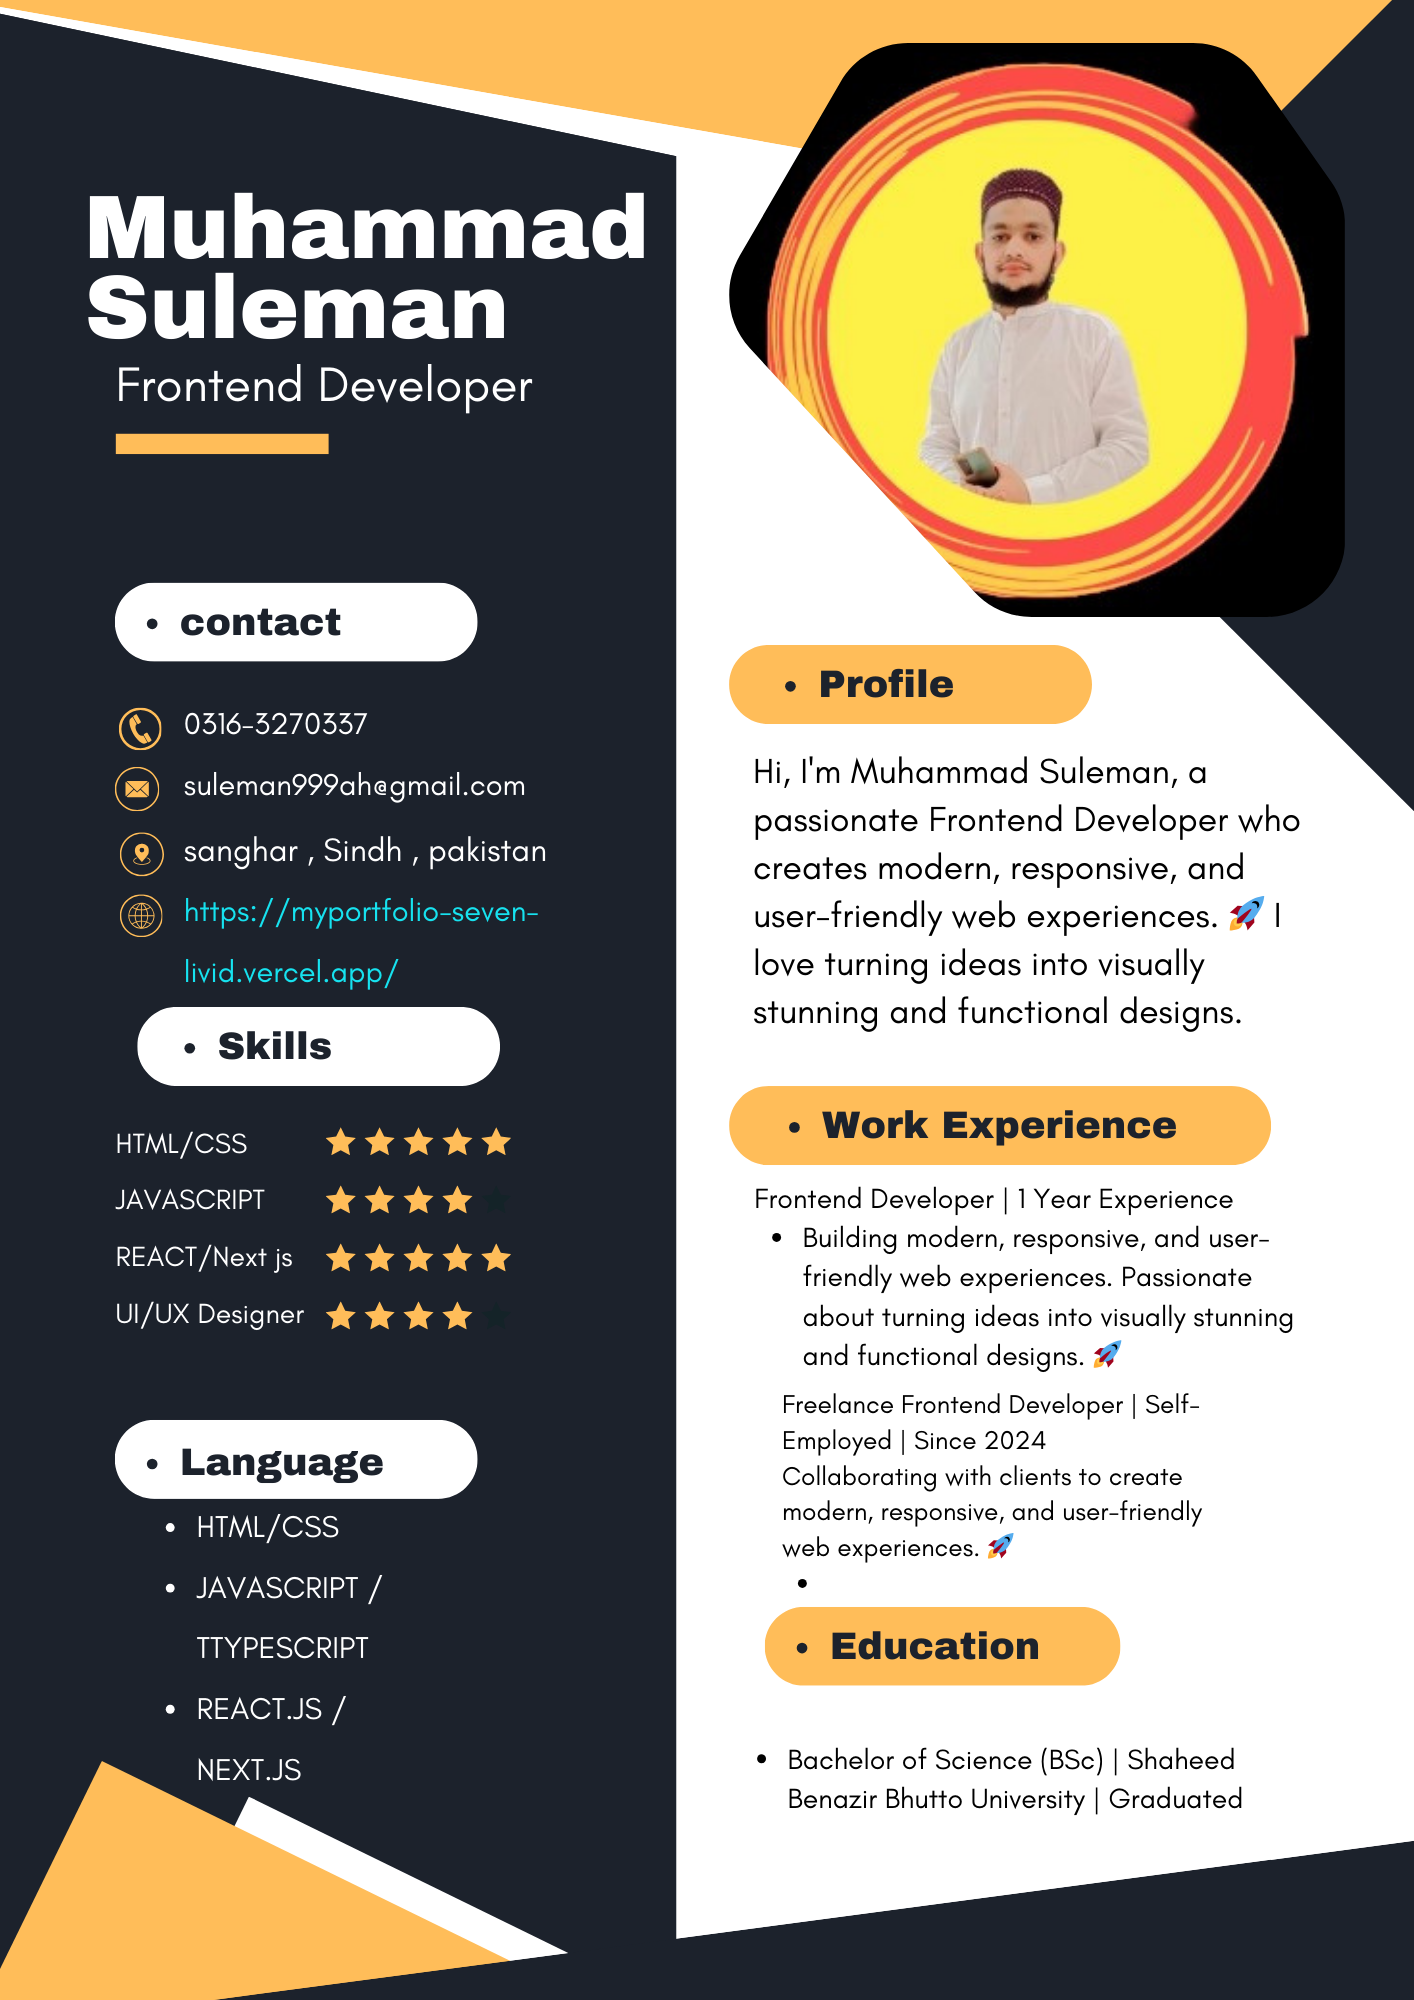 Muhammad
Suleman
Frontend Developer
• contact
0316-3270337
suleman999ah@gmail.com
sanghar , Sindh , pakistan
https://myportfolio-seven-
livid.vercel.app/
• Skills
HTML/CSS
JAVASCRIPT
REACT/Next js
UI/UX Designer
• Language
• HTML/CSS
• JAVASCRIPT /
TTYPESCRIPT
• REACT.JS /
NEXT.JS
• Profile
Hi, I'm Muhammad Suleman, a
passionate Frontend Developer who
creates modern, responsive, and
user-friendly web experiences. 🚀 I
love turning ideas into visually
stunning and functional designs.
• Work Experience
Frontend Developer | 1 Year Experience
• Building modern, responsive, and user-
friendly web experiences. Passionate
about turning ideas into visually stunning
and functional designs. 🚀
Freelance Frontend Developer | Self-
Employed | Since 2024
Collaborating with clients to create
modern, responsive, and user-friendly
web experiences. 🚀
•
• Education
• Bachelor of Science (BSc) | Shaheed
Benazir Bhutto University | Graduated